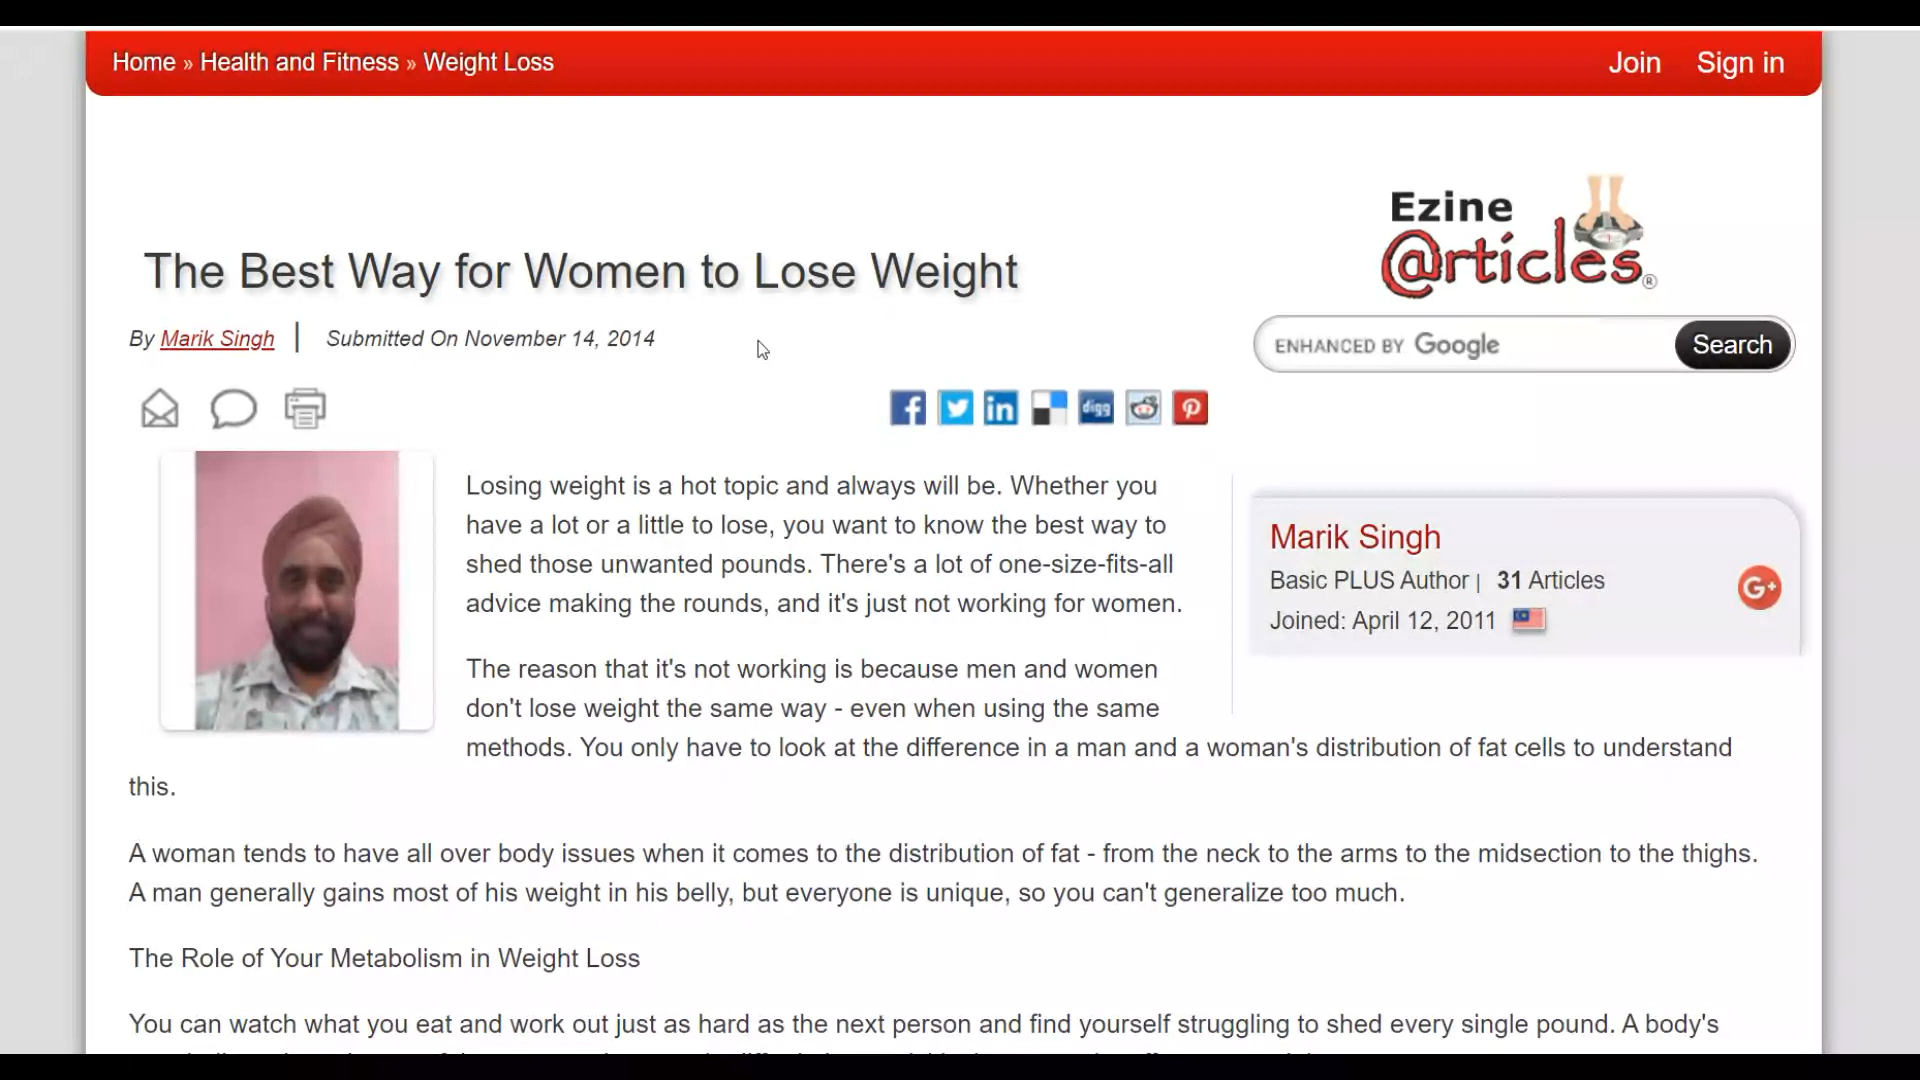 Home » Health and Fitness » Weight Loss
Join Sign in
Ezine
@rticles®
The Best Way for Women to Lose Weight
By Marik Singh | Submitted On November 14, 2014
ENHANCED BY Google Search
digg
Losing weight is a hot topic and always will be. Whether you
have a lot or a little to lose, you want to know the best way to
shed those unwanted pounds. There's a lot of one-size-fits-all
advice making the rounds, and it's just not working for women.
Marik Singh
Basic PLUS Author | 31 Articles
G+
Joined: April 12, 2011
The reason that it's not working is because men and women
don't lose weight the same way - even when using the same
methods. You only have to look at the difference in a man and a woman's distribution of fat cells to understand
this.
A woman tends to have all over body issues when it comes to the distribution of fat - from the neck to the arms to the midsection to the thighs.
A man generally gains most of his weight in his belly, but everyone is unique, so you can't generalize too much.
The Role of Your Metabolism in Weight Loss
You can watch what you eat and work out just as hard as the next person and find yourself struggling to shed every single pound. A body's